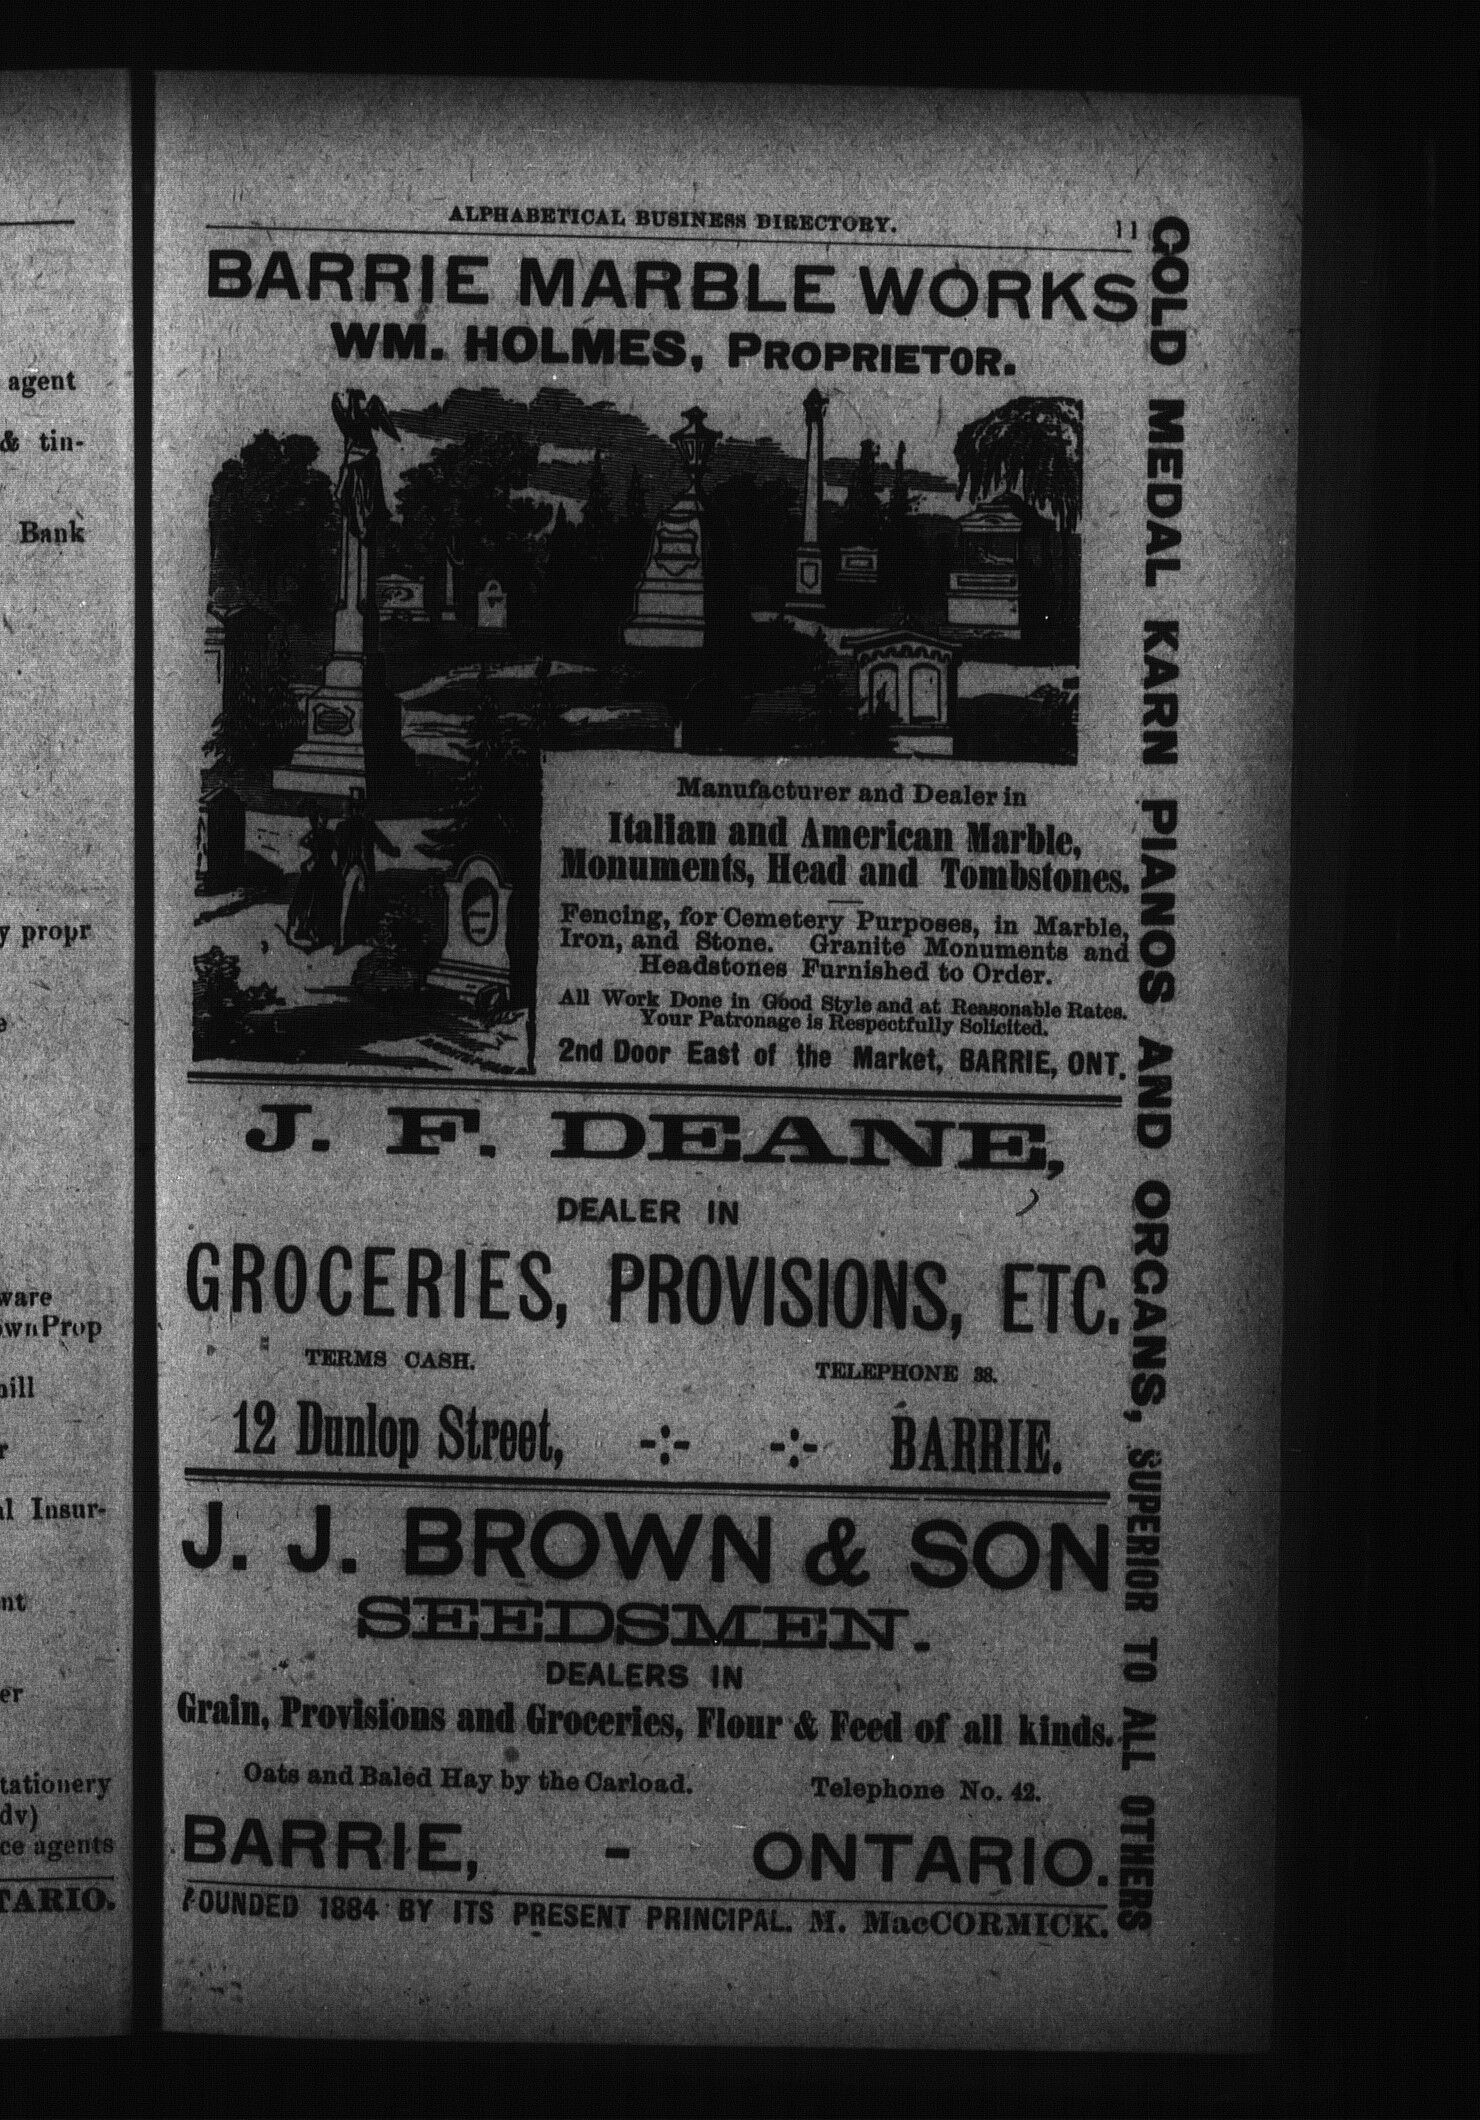 agent
& tin-
Bank
y propr
e
ware
ownProp
mill
r
al Insur-
nt
er
tationery
dv)
ce agents
TARIO.
ALPHABETICAL BUSINESS DIRECTORY. 11
BARRIE MARBLE WORKS
WM. HOLMES, PROPRIETOR.
Manufacturer and Dealer in
Italian and American Marble,
Monuments, Head and Tombstones.
Fencing, for Cemetery Purposes, in Marble,
Iron, and Stone. Granite Monuments and
Headstones Furnished to Order.
All Work Done in Good Style and at Reasonable Rates.
Your Patronage is Respectfully Solicited.
2nd Door East of the Market, BARRIE, ONT.
J. F. DEANE,
DEALER IN
GROCERIES, PROVISIONS, ETC.
TERMS CASH. TELEPHONE 38.
12 Dunlop Street, -:- -:- BARRIE.
J. J. BROWN & SON
SEEDSMEN.
DEALERS IN
Grain, Provisions and Groceries, Flour & Feed of all kinds.
Oats and Baled Hay by the Carload. Telephone No. 42.
BARRIE, - ONTARIO.
FOUNDED 1884 BY ITS PRESENT PRINCIPAL. M. MacCORMICK.
GOLD MEDAL KARN PIANOS AND ORGANS, SUPERIOR TO ALL OTHERS